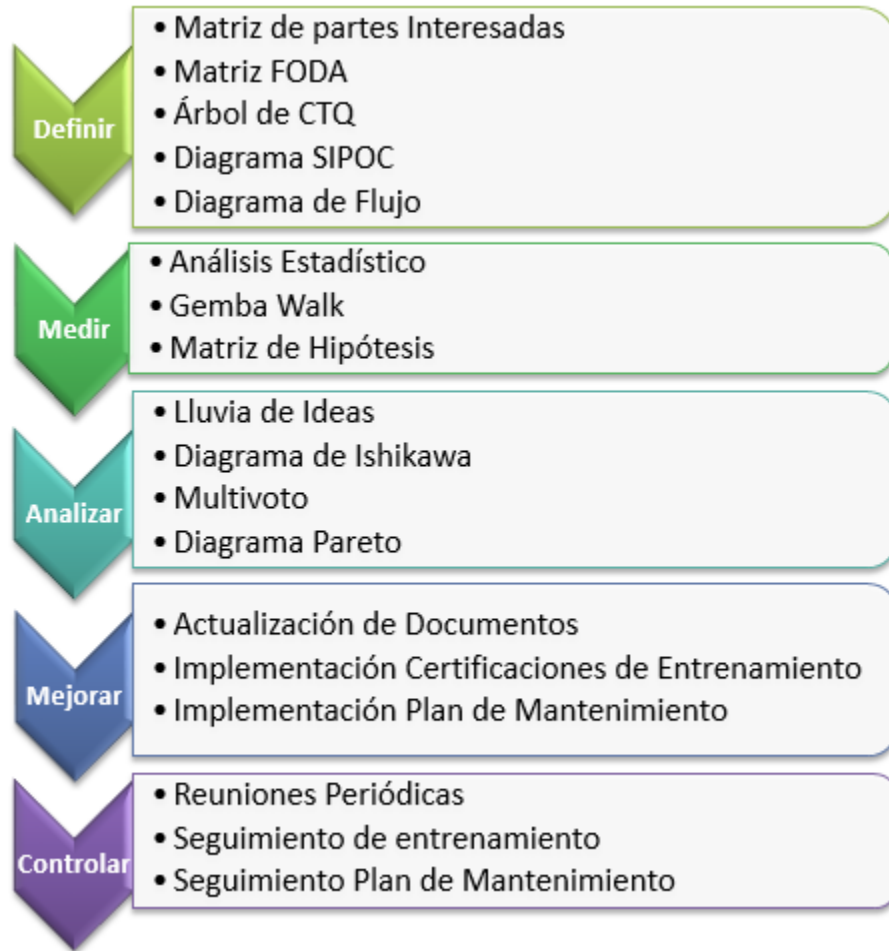 Definir
• Matriz de partes Interesadas
• Matriz FODA
• Árbol de CTQ
• Diagrama SIPOC
• Diagrama de Flujo
Medir
• Análisis Estadístico
• Gemba Walk
• Matriz de Hipótesis
Analizar
• Lluvia de Ideas
• Diagrama de Ishikawa
• Multivoto
• Diagrama Pareto
Mejorar
• Actualización de Documentos
• Implementación Certificaciones de Entrenamiento
• Implementación Plan de Mantenimiento
Controlar
• Reuniones Periódicas
• Seguimiento de entrenamiento
• Seguimiento Plan de Mantenimiento